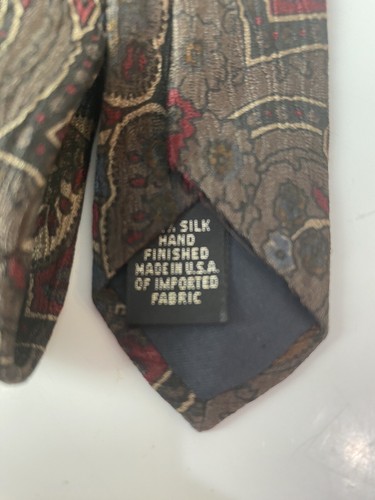 SILK
HAND
FINISHED
MADE IN U.S.A.
OF IMPORTED
FABRIC